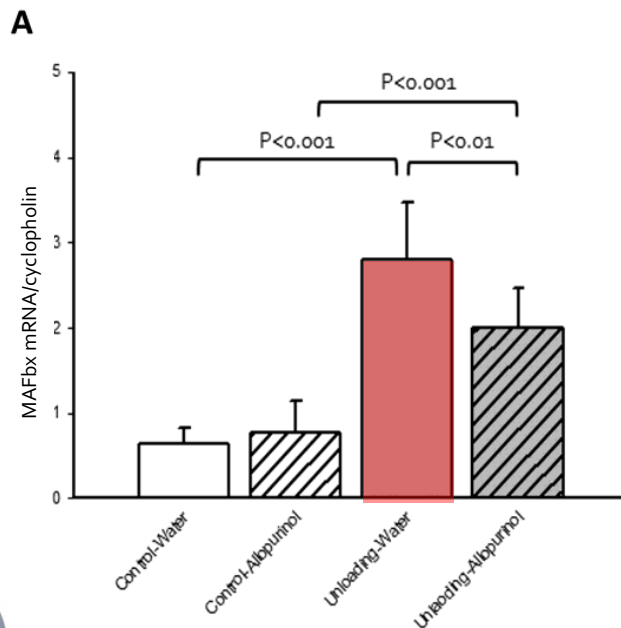 A
5
P<0.001
P<0.001
P<0.01
4
3
2
1
0
MAFbx mRNA/cyclopholin
Control-Water
Control-Allopurinol
Unloading-Water
Unloading-Allopurinol